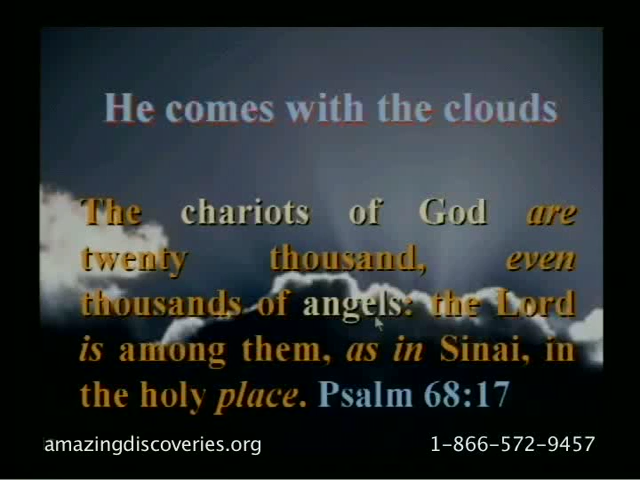 He comes with the clouds
The chariots of God are
twenty thousand, even
thousands of angels: the Lord
is among them, as in Sinai, in
the holy place. Psalm 68:17
amazingdiscoveries.org 1-866-572-9457